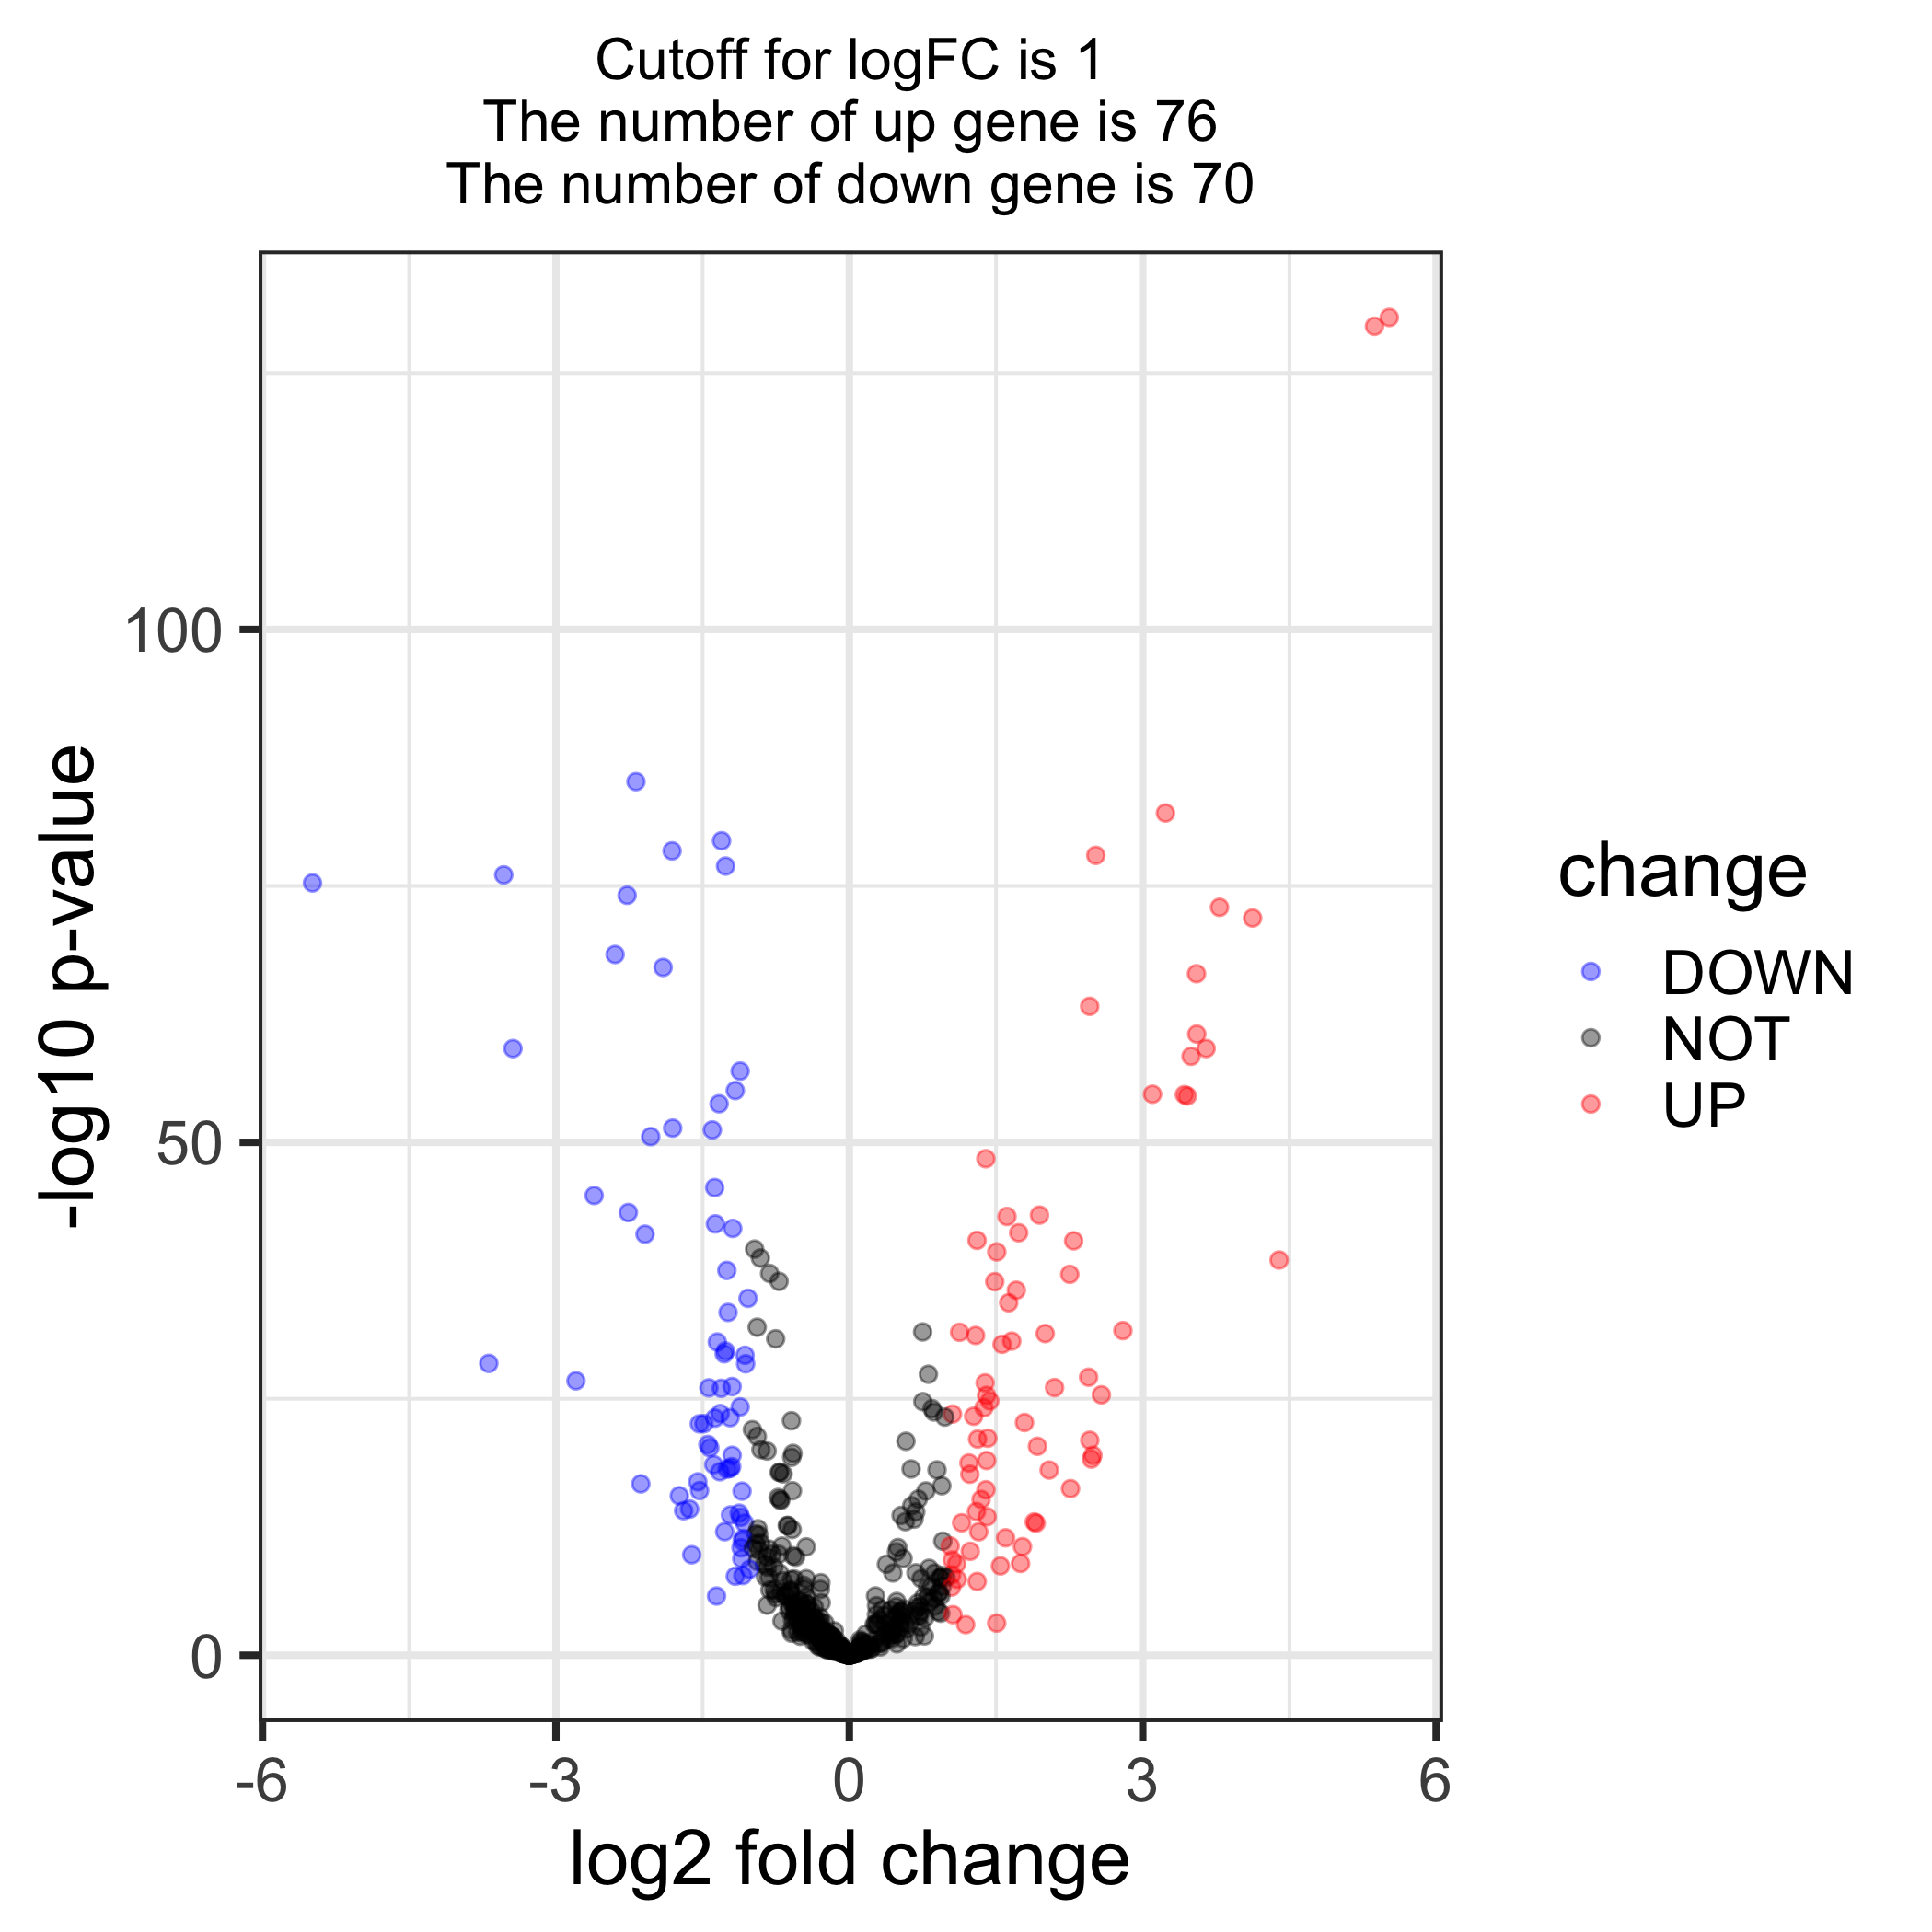 Cutoff for logFC is 1
The number of up gene is 76
The number of down gene is 70
100
50
0
-log10 p-value
-6 -3 0 3 6
log2 fold change
change
DOWN
NOT
UP